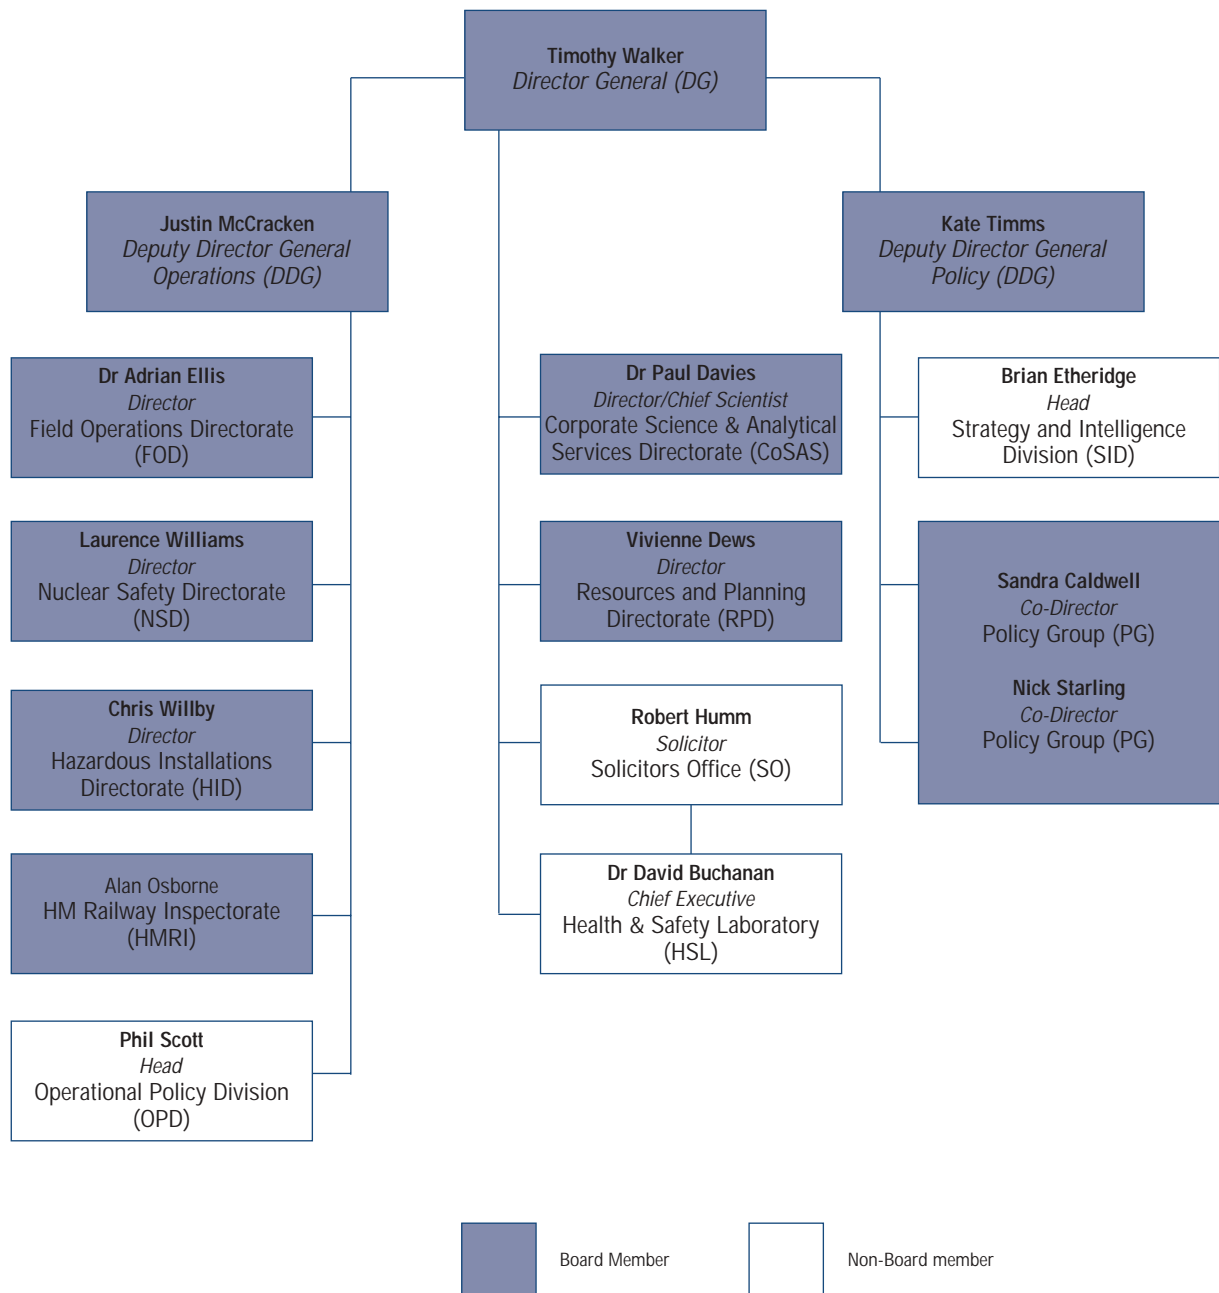 Timothy Walker
Director General (DG)
Justin McCracken
Deputy Director General
Operations (DDG)
Kate Timms
Deputy Director General
Policy (DDG)
Dr Adrian Ellis
Director
Field Operations Directorate
(FOD)
Laurence Williams
Director
Nuclear Safety Directorate
(NSD)
Chris Willby
Director
Hazardous Installations
Directorate (HID)
Alan Osborne
HM Railway Inspectorate
(HMRI)
Phil Scott
Head
Operational Policy Division
(OPD)
Dr Paul Davies
Director/Chief Scientist
Corporate Science & Analytical
Services Directorate (CoSAS)
Vivienne Dews
Director
Resources and Planning
Directorate (RPD)
Robert Humm
Solicitor
Solicitors Office (SO)
Dr David Buchanan
Chief Executive
Health & Safety Laboratory
(HSL)
Brian Etheridge
Head
Strategy and Intelligence
Division (SID)
Sandra Caldwell
Co-Director
Policy Group (PG)
Nick Starling
Co-Director
Policy Group (PG)
Board Member
Non-Board member